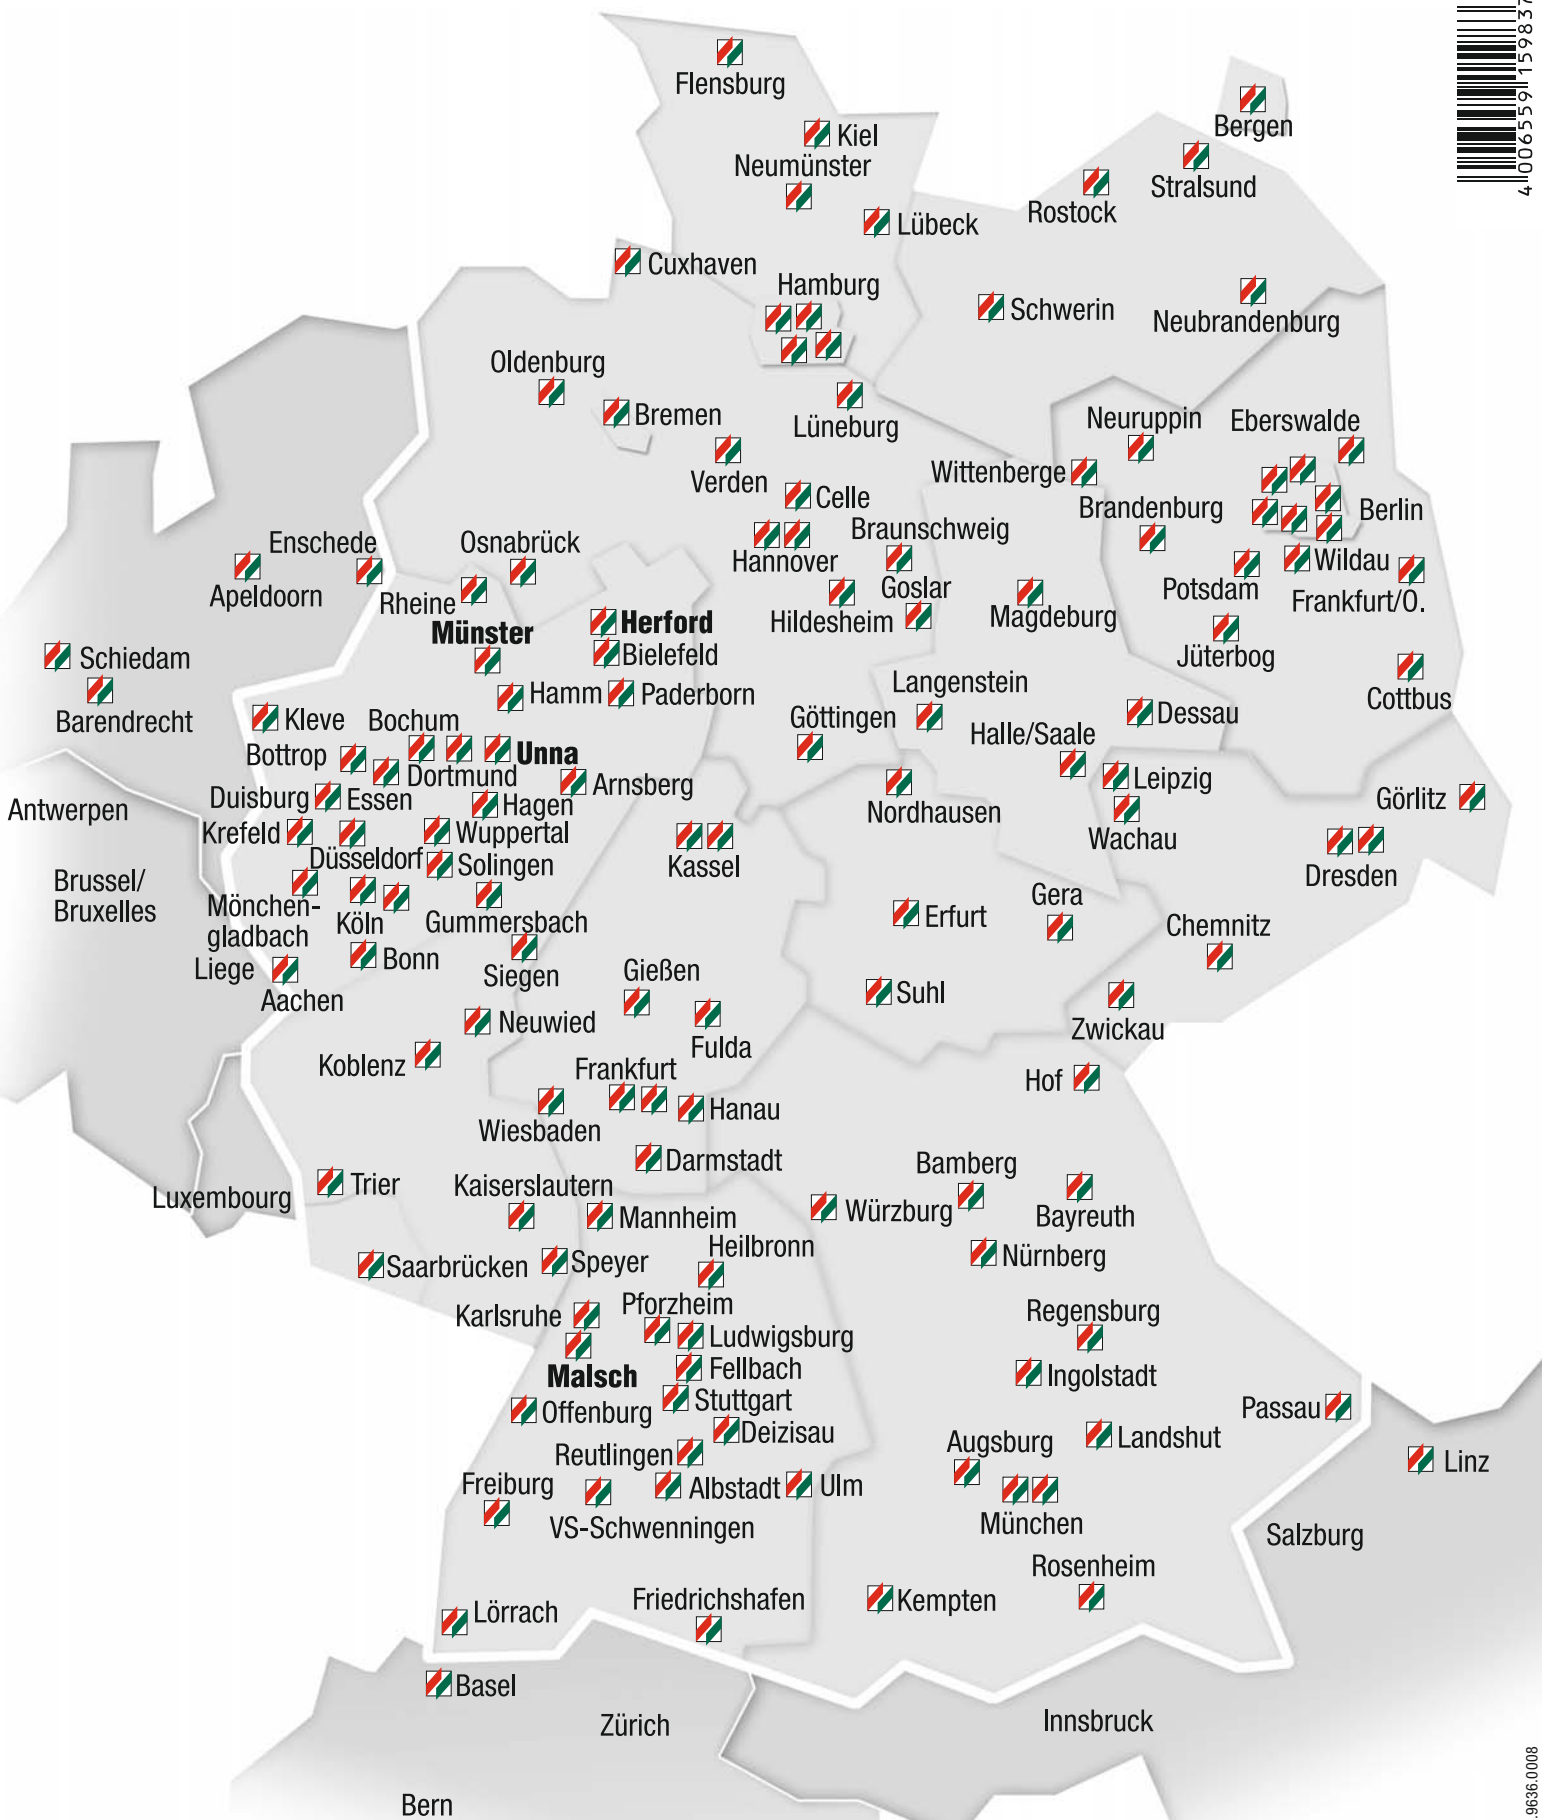 4 006559 159837
Flensburg
Bergen
Kiel
Neumünster
Stralsund
Rostock
Lübeck
Cuxhaven
Hamburg
Schwerin
Neubrandenburg
Oldenburg
Bremen
Lüneburg
Neuruppin
Eberswalde
Verden
Wittenberge
Celle
Brandenburg
Berlin
Braunschweig
Enschede
Osnabrück
Hannover
Wildau
Apeldoorn
Rheine
Goslar
Potsdam
Frankfurt/O.
Hildesheim
Magdeburg
Münster
Herford
Bielefeld
Jüterbog
Schiedam
Cottbus
Hamm
Paderborn
Langenstein
Barendrecht
Kleve
Bochum
Göttingen
Dessau
Halle/Saale
Bottrop
Unna
Dortmund
Arnsberg
Leipzig
Duisburg
Essen
Hagen
Nordhausen
Görlitz
Antwerpen
Krefeld
Wuppertal
Wachau
Düsseldorf
Solingen
Kassel
Dresden
Brussel/
Bruxelles
Mönchen-
gladbach
Köln
Gummersbach
Erfurt
Gera
Chemnitz
Liege
Bonn
Siegen
Gießen
Aachen
Suhl
Neuwied
Fulda
Zwickau
Koblenz
Frankfurt
Hof
Wiesbaden
Hanau
Darmstadt
Bamberg
Luxembourg
Trier
Kaiserslautern
Mannheim
Würzburg
Bayreuth
Saarbrücken
Speyer
Heilbronn
Nürnberg
Karlsruhe
Pforzheim
Regensburg
Ludwigsburg
Malsch
Fellbach
Ingolstadt
Stuttgart
Offenburg
Passau
Deizisau
Landshut
Reutlingen
Augsburg
Linz
Freiburg
Albstadt
Ulm
VS-Schwenningen
München
Salzburg
Rosenheim
Lörrach
Friedrichshafen
Kempten
Basel
Zürich
Innsbruck
Bern
.9636.0008